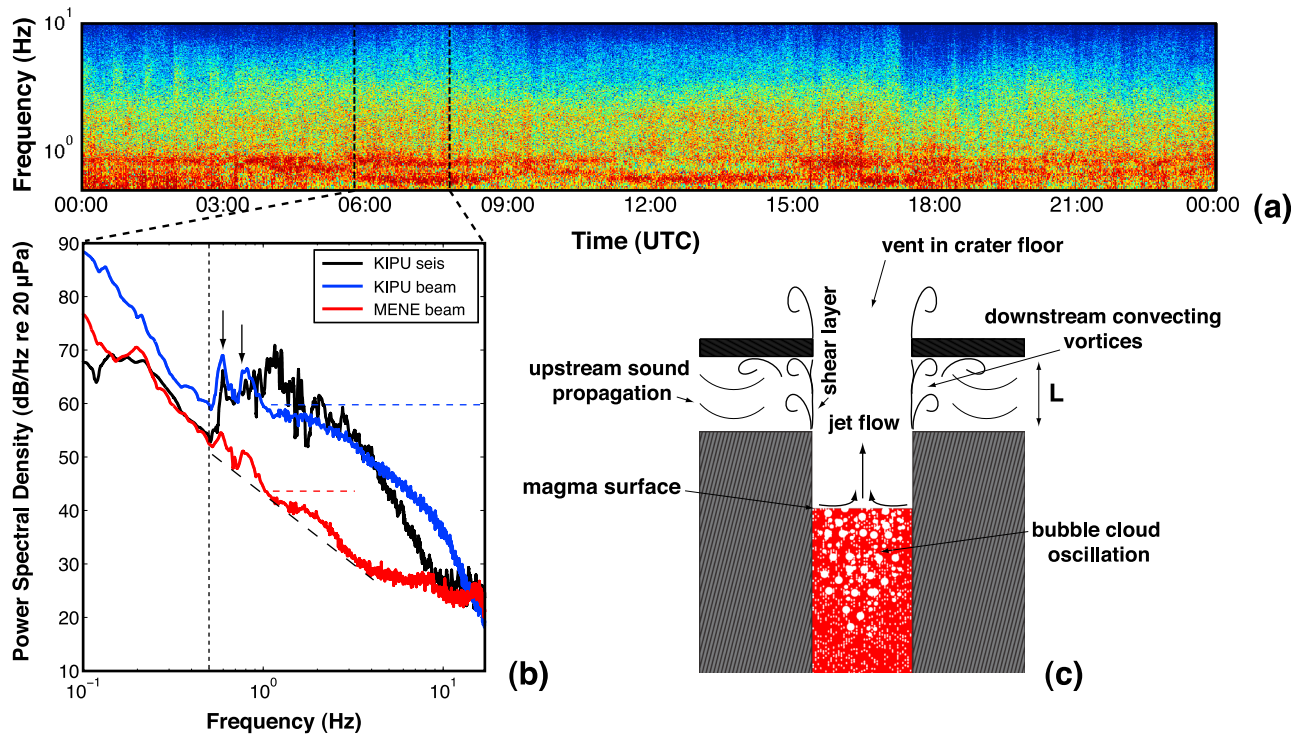 Frequency (Hz)
10¹
10⁰
00:00 03:00 06:00 09:00 12:00 15:00 18:00 21:00 00:00
Time (UTC)
(a)
Power Spectral Density (dB/Hz re 20 µPa)
90
80
70
60
50
40
30
20
10
10⁻¹ 10⁰ 10¹
Frequency (Hz)
KIPU seis
KIPU beam
MENE beam
(b)
vent in crater floor
shear layer
downstream convecting
vortices
upstream sound
propagation
L
jet flow
magma surface
bubble cloud
oscillation
(c)